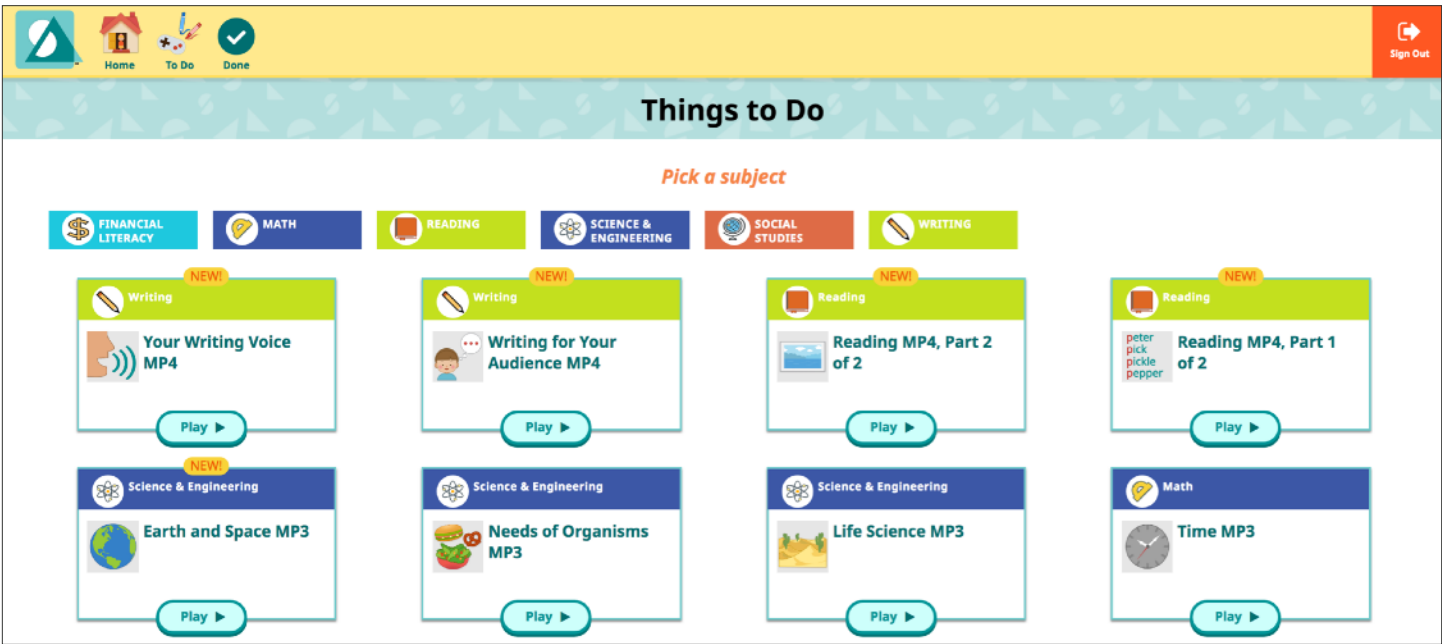 Home
To Do
Done
Sign Out
Things to Do
Pick a subject
FINANCIAL
LITERACY
MATH
READING
SCIENCE &
ENGINEERING
SOCIAL
STUDIES
WRITING
NEW!
Writing
Your Writing Voice
MP4
Play
NEW!
Writing
Writing for Your
Audience MP4
Play
NEW!
Reading
Reading MP4, Part 2
of 2
Play
NEW!
Reading
peter
pick
pickle
pepper
Reading MP4, Part 1
of 2
Play
NEW!
Science & Engineering
Earth and Space MP3
Play
Science & Engineering
Needs of Organisms
MP3
Play
Science & Engineering
Life Science MP3
Play
Math
Time MP3
Play